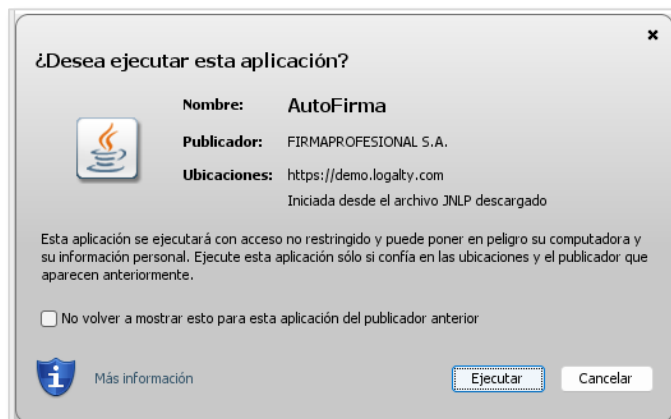 ¿Desea ejecutar esta aplicación?
Nombre: AutoFirma
Publicador: FIRMAPROFESIONAL S.A.
Ubicaciones: https://demo.logalty.com
Iniciada desde el archivo JNLP descargado
Esta aplicación se ejecutará con acceso no restringido y puede poner en peligro su computadora y
su información personal. Ejecute esta aplicación sólo si confía en las ubicaciones y el publicador que
aparecen anteriormente.
No volver a mostrar esto para esta aplicación del publicador anterior
Más información
Ejecutar
Cancelar